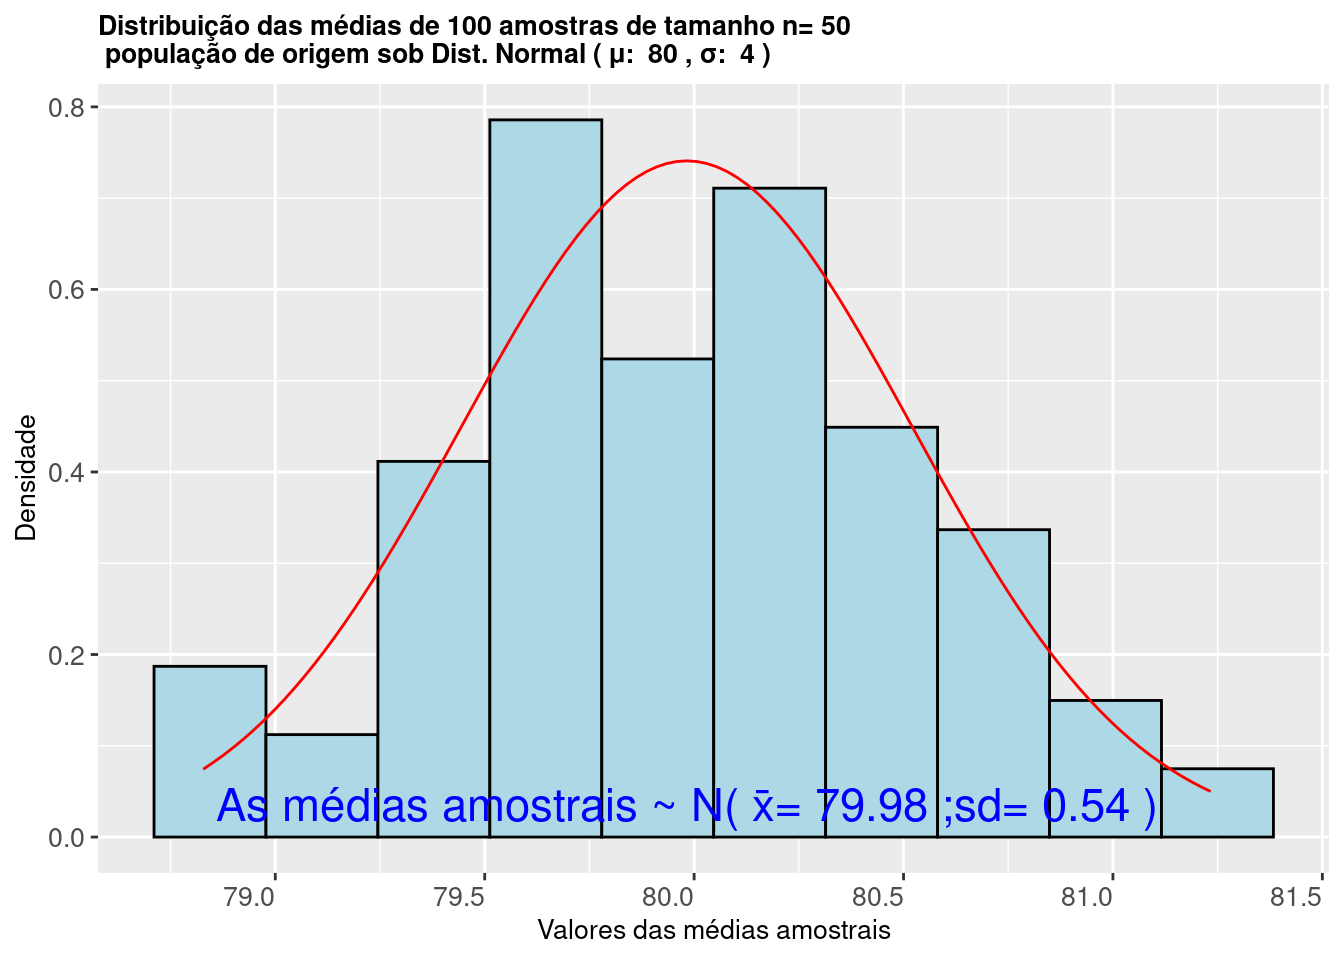 Distribuição das médias de 100 amostras de tamanho n= 50
população de origem sob Dist. Normal ( μ:  80 , σ:  4 )
Densidade
0.8
0.6
0.4
0.2
0.0
As médias amostrais ~ N( x̄= 79.98 ;sd= 0.54 )
79.0 79.5 80.0 80.5 81.0 81.5
Valores das médias amostrais